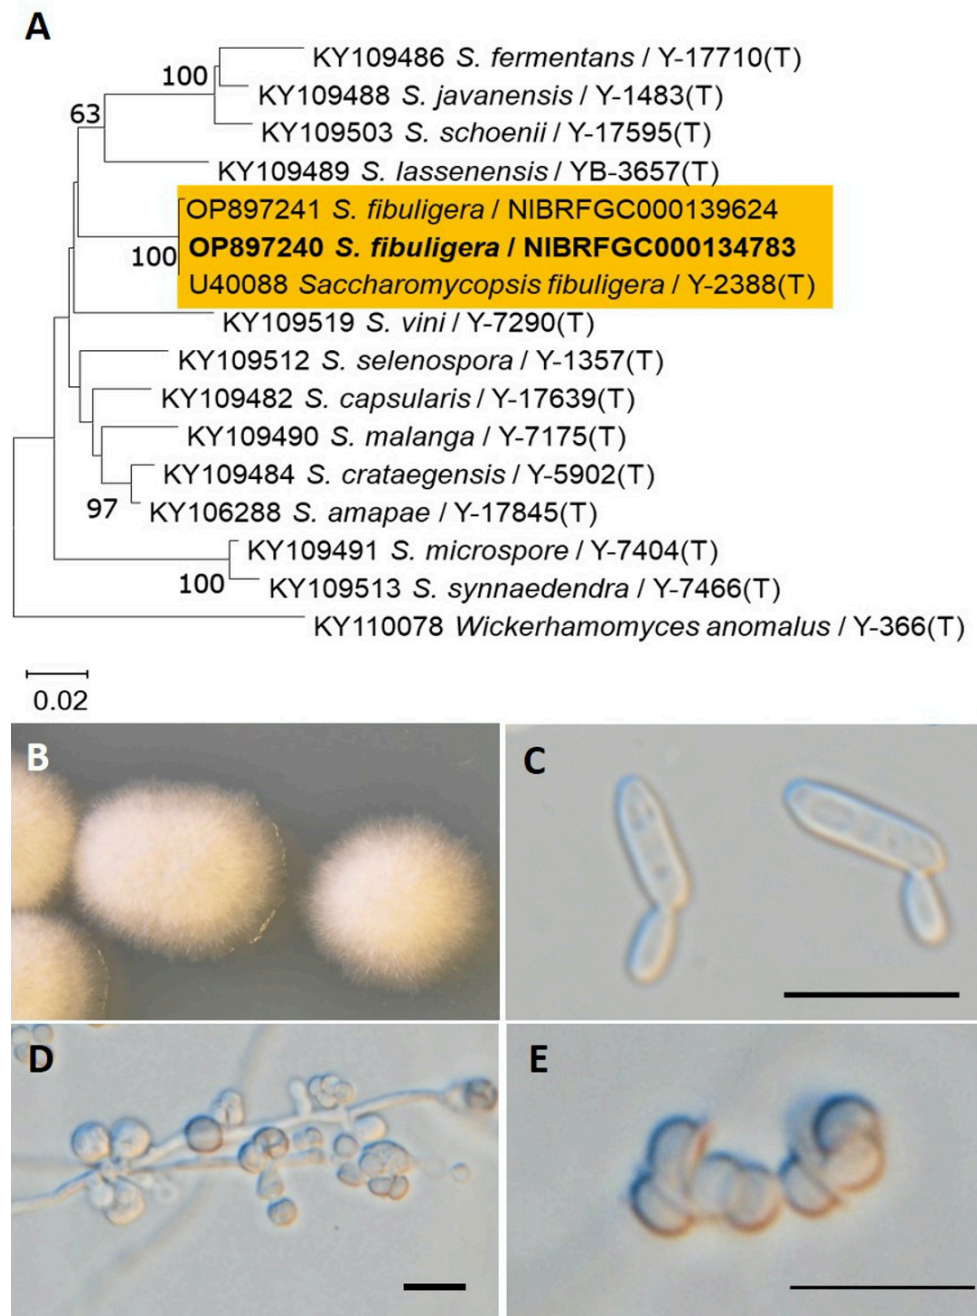 A
KY109486 S. fermentans / Y-17710(T)
100
KY109488 S. javanensis / Y-1483(T)
63
KY109503 S. schoenii / Y-17595(T)
KY109489 S. lassenensis / YB-3657(T)
OP897241 S. fibuligera / NIBRFGC000139624
OP897240 S. fibuligera / NIBRFGC000134783
100
U40088 Saccharomycopsis fibuligera / Y-2388(T)
KY109519 S. vini / Y-7290(T)
KY109512 S. selenospora / Y-1357(T)
KY109482 S. capsularis / Y-17639(T)
KY109490 S. malanga / Y-7175(T)
KY109484 S. crataegensis / Y-5902(T)
97
KY106288 S. amapae / Y-17845(T)
KY109491 S. microspore / Y-7404(T)
100
KY109513 S. synnaedendra / Y-7466(T)
KY110078 Wickerhamomyces anomalus / Y-366(T)
0.02
B
C
D
E